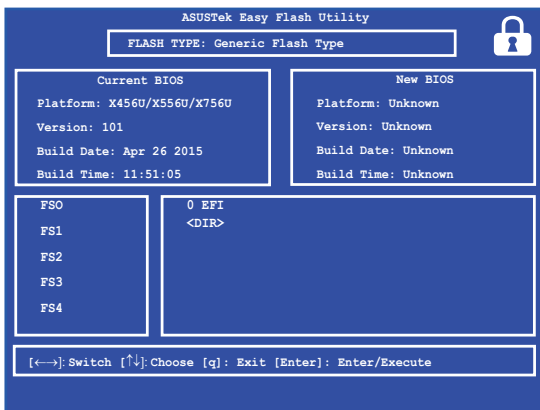 ASUSTek Easy Flash Utility
FLASH TYPE: Generic Flash Type
Current BIOS
Platform: X456U/X556U/X756U
Version: 101
Build Date: Apr 26 2015
Build Time: 11:51:05
New BIOS
Platform: Unknown
Version: Unknown
Build Date: Unknown
Build Time: Unknown
FSO
FS1
FS2
FS3
FS4
0 EFI
<DIR>
[←→]: Switch [↑↓]: Choose [q]: Exit [Enter]: Enter/Execute